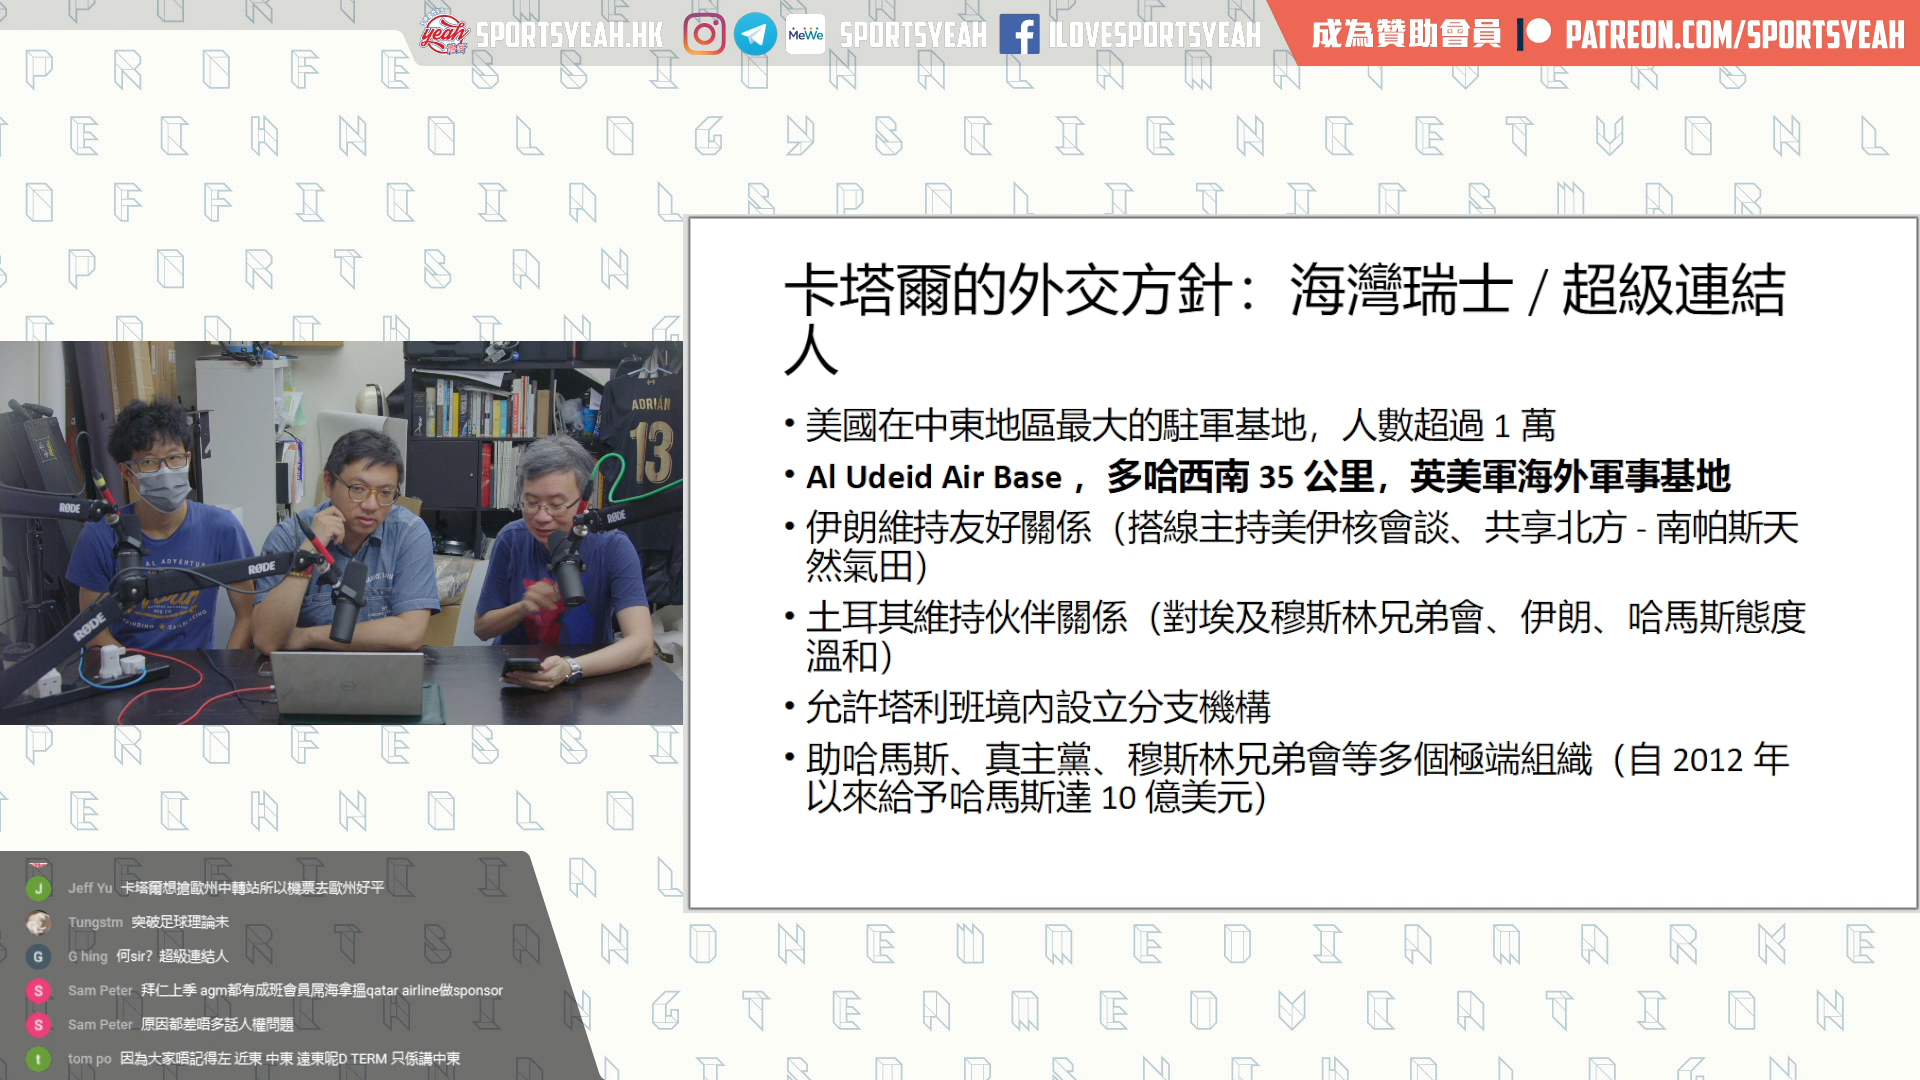 yeah SPORTSYEAH.HK MeWe SPORTSYEAH ILOVESPORTSYEAH 成為贊助會員 PATREON.COM/SPORTSYEAH
卡塔爾的外交方針：海灣瑞士 / 超級連結
人
• 美國在中東地區最大的駐軍基地，人數超過 1 萬
• Al Udeid Air Base ，多哈西南 35 公里，英美軍海外軍事基地
• 伊朗維持友好關係（搭線主持美伊核會談、共享北方 - 南帕斯天
然氣田）
• 土耳其維持伙伴關係（對埃及穆斯林兄弟會、伊朗、哈馬斯態度
溫和）
• 允許塔利班境內設立分支機構
• 助哈馬斯、真主黨、穆斯林兄弟會等多個極端組織（自 2012 年
以來給予哈馬斯達 10 億美元）
ADRIÁN
13
RØDE
RØDE
RØDE
RØDE
J Jeff Yu 卡塔爾想搶歐州中轉站所以機票去歐州好平
Tungstm 突破足球理論未
G G hing 何sir？超級連結人
S Sam Peter 拜仁上季 agm都有成班會員屌海拿搵qatar airline做sponsor
S Sam Peter 原因都差唔多話人權問題
t tom po 因為大家唔記得左 近東 中東 遠東呢D TERM 只係講中東